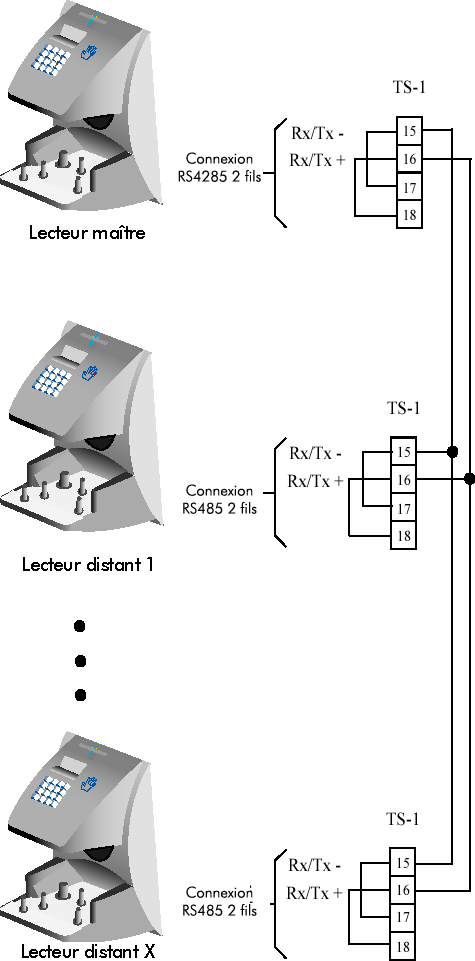 TS-1
Rx/Tx - 15
Rx/Tx + 16
17
18
Connexion
RS4285 2 fils
Lecteur maître
TS-1
Rx/Tx - 15
Rx/Tx + 16
17
18
Connexion
RS485 2 fils
Lecteur distant 1
TS-1
Rx/Tx - 15
Rx/Tx + 16
17
18
Connexion
RS485 2 fils
Lecteur distant X